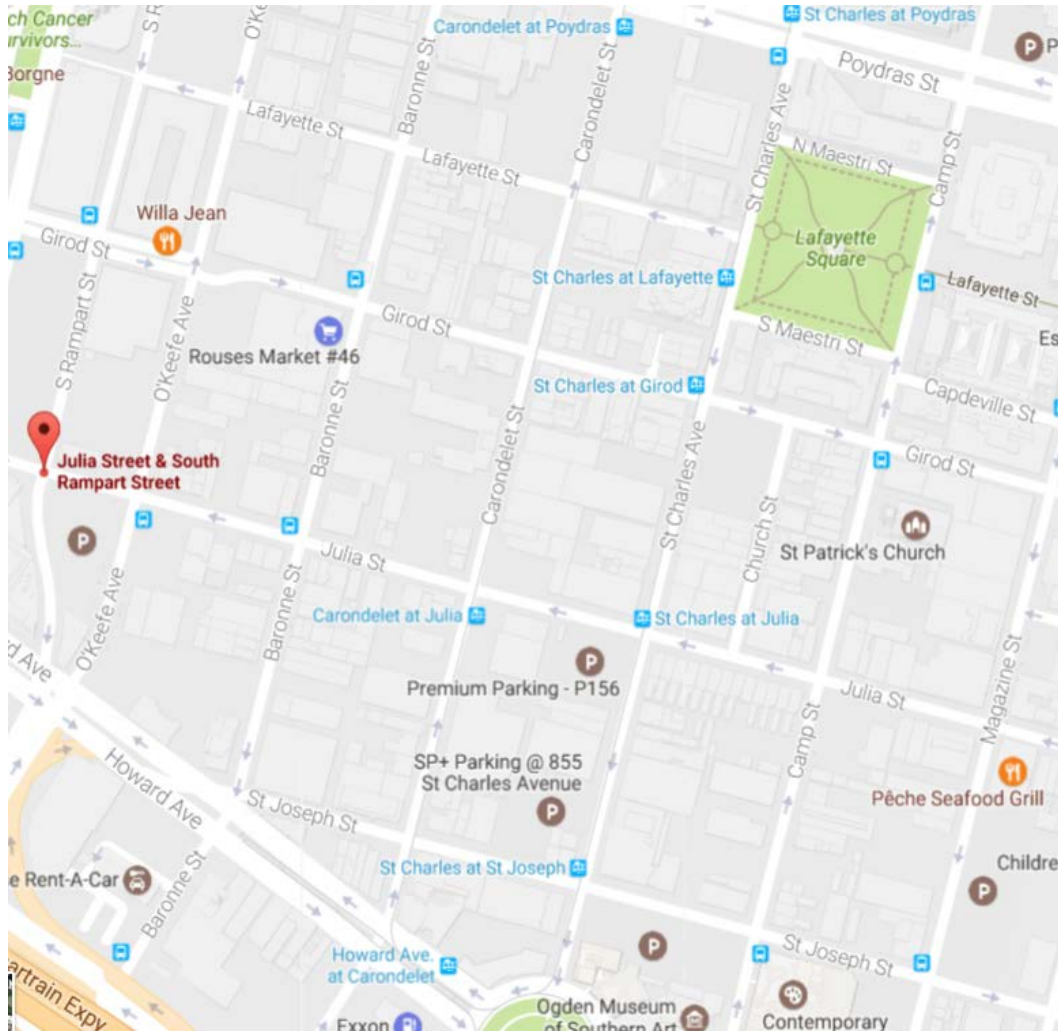 ch Cancer
urvivors...
Borgne
S R
O'K
Carondelet at Poydras
St Charles at Poydras
P
Poydras St
Baronne St
Carondelet St
St Charles Ave
Camp St
N Maestri St
Lafayette St
Lafayette St
Willa Jean
Girod St
Lafayette
Square
St Charles at Lafayette
Lafayette St
S Rampart St
O'Keefe Ave
Girod St
Rouses Market #46
S Maestri St
Es
St Charles at Girod
Capdeville St
Baronne St
Girod St
Julia Street & South
Rampart Street
Carondelet St
St Charles Ave
Church St
P
St Patrick's Church
Julia St
O'Keefe Ave
Baronne St
Carondelet at Julia
St Charles at Julia
P
Premium Parking - P156
Julia St
Magazine St
d Ave
Camp St
SP+ Parking @ 855
St Charles Avenue
P
Howard Ave
St Joseph St
Pêche Seafood Grill
St Charles at St Joseph
Childre
P
e Rent-A-Car
Baronne St
P
St Joseph St
Howard Ave.
at Carondelet
artrain Expy
Exxon
Ogden Museum
of Southern Art
Contemporary